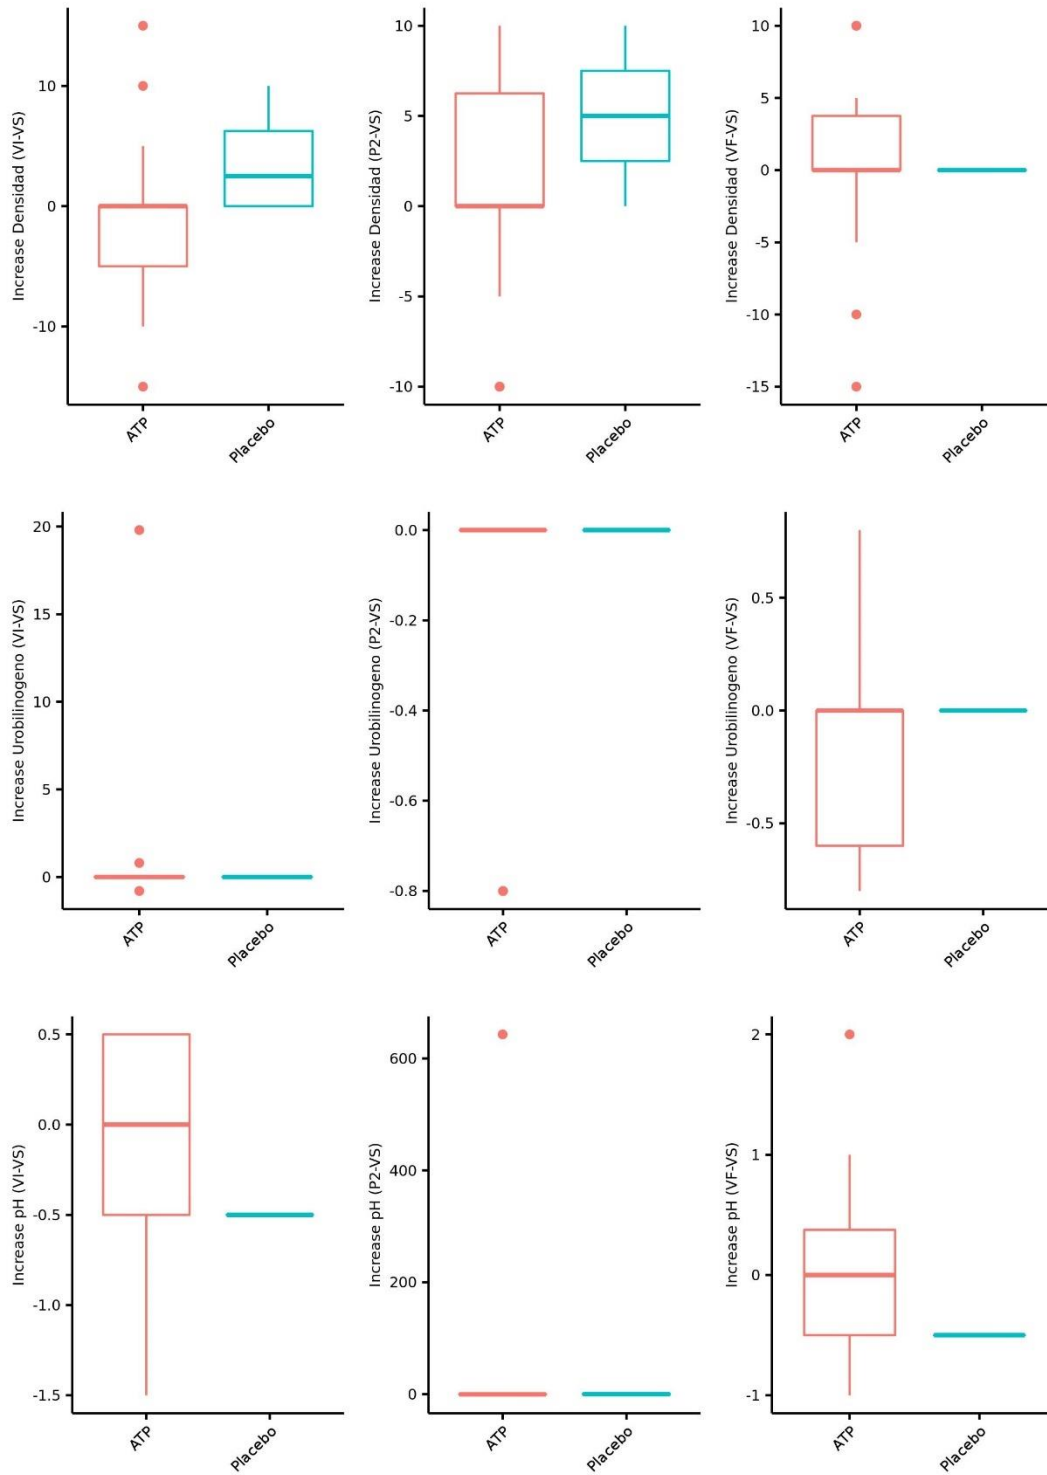 Increase Densidad (VI-VS)
10
0
-10
ATP
Placebo
Increase Densidad (P2-VS)
10
5
0
-5
-10
ATP
Placebo
Increase Densidad (VF-VS)
10
5
0
-5
-10
-15
ATP
Placebo
Increase Urobilinogeno (VI-VS)
20
15
10
5
0
ATP
Placebo
Increase Urobilinogeno (P2-VS)
0.0
-0.2
-0.4
-0.6
-0.8
ATP
Placebo
Increase Urobilinogeno (VF-VS)
0.5
0.0
-0.5
ATP
Placebo
Increase pH (VI-VS)
0.5
0.0
-0.5
-1.0
-1.5
ATP
Placebo
Increase pH (P2-VS)
600
400
200
0
ATP
Placebo
Increase pH (VF-VS)
2
1
0
-1
ATP
Placebo